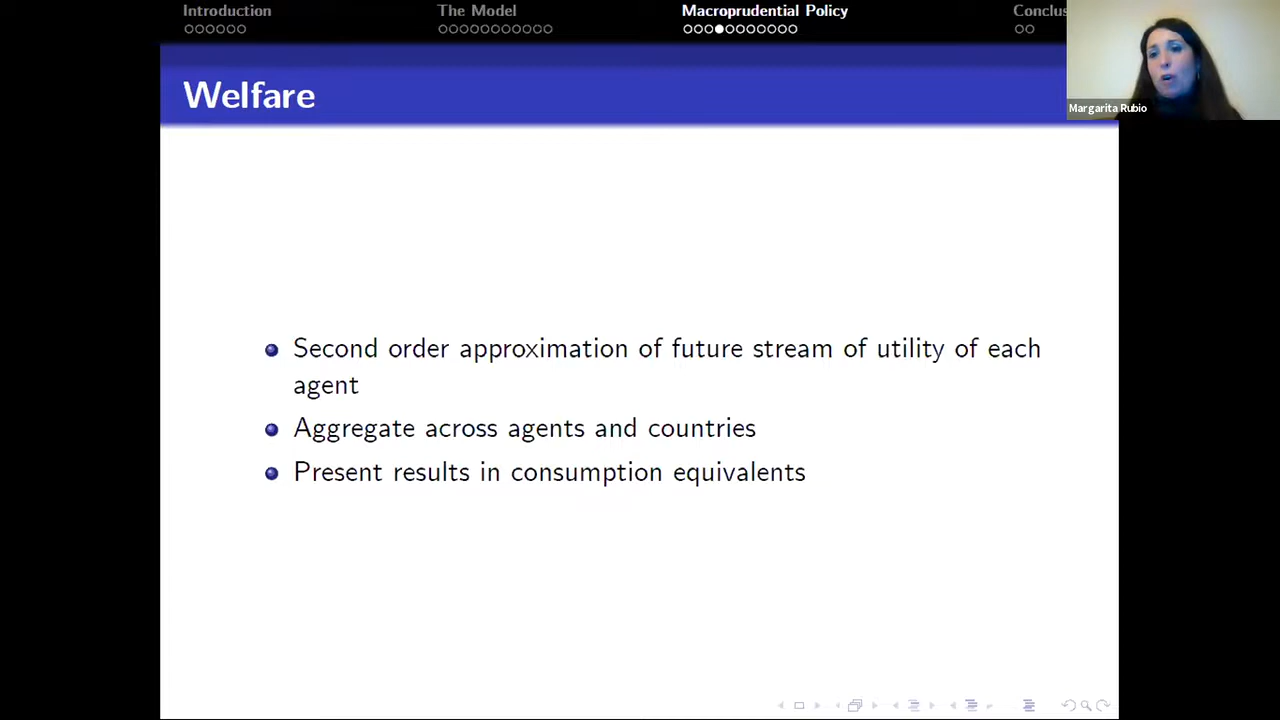 Introduction
The Model
Macroprudential Policy
Conclus
Margarita Rubio
Welfare
Second order approximation of future stream of utility of each
agent
Aggregate across agents and countries
Present results in consumption equivalents